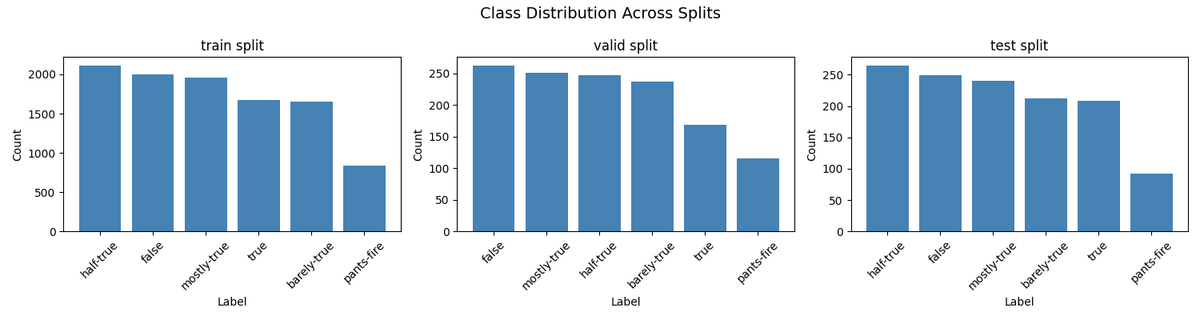 Class Distribution Across Splits
train split
Count
2000
1500
1000
500
0
half-true
false
mostly-true
true
barely-true
pants-fire
Label
valid split
Count
250
200
150
100
50
0
false
mostly-true
half-true
barely-true
true
pants-fire
Label
test split
Count
250
200
150
100
50
0
half-true
false
mostly-true
barely-true
true
pants-fire
Label